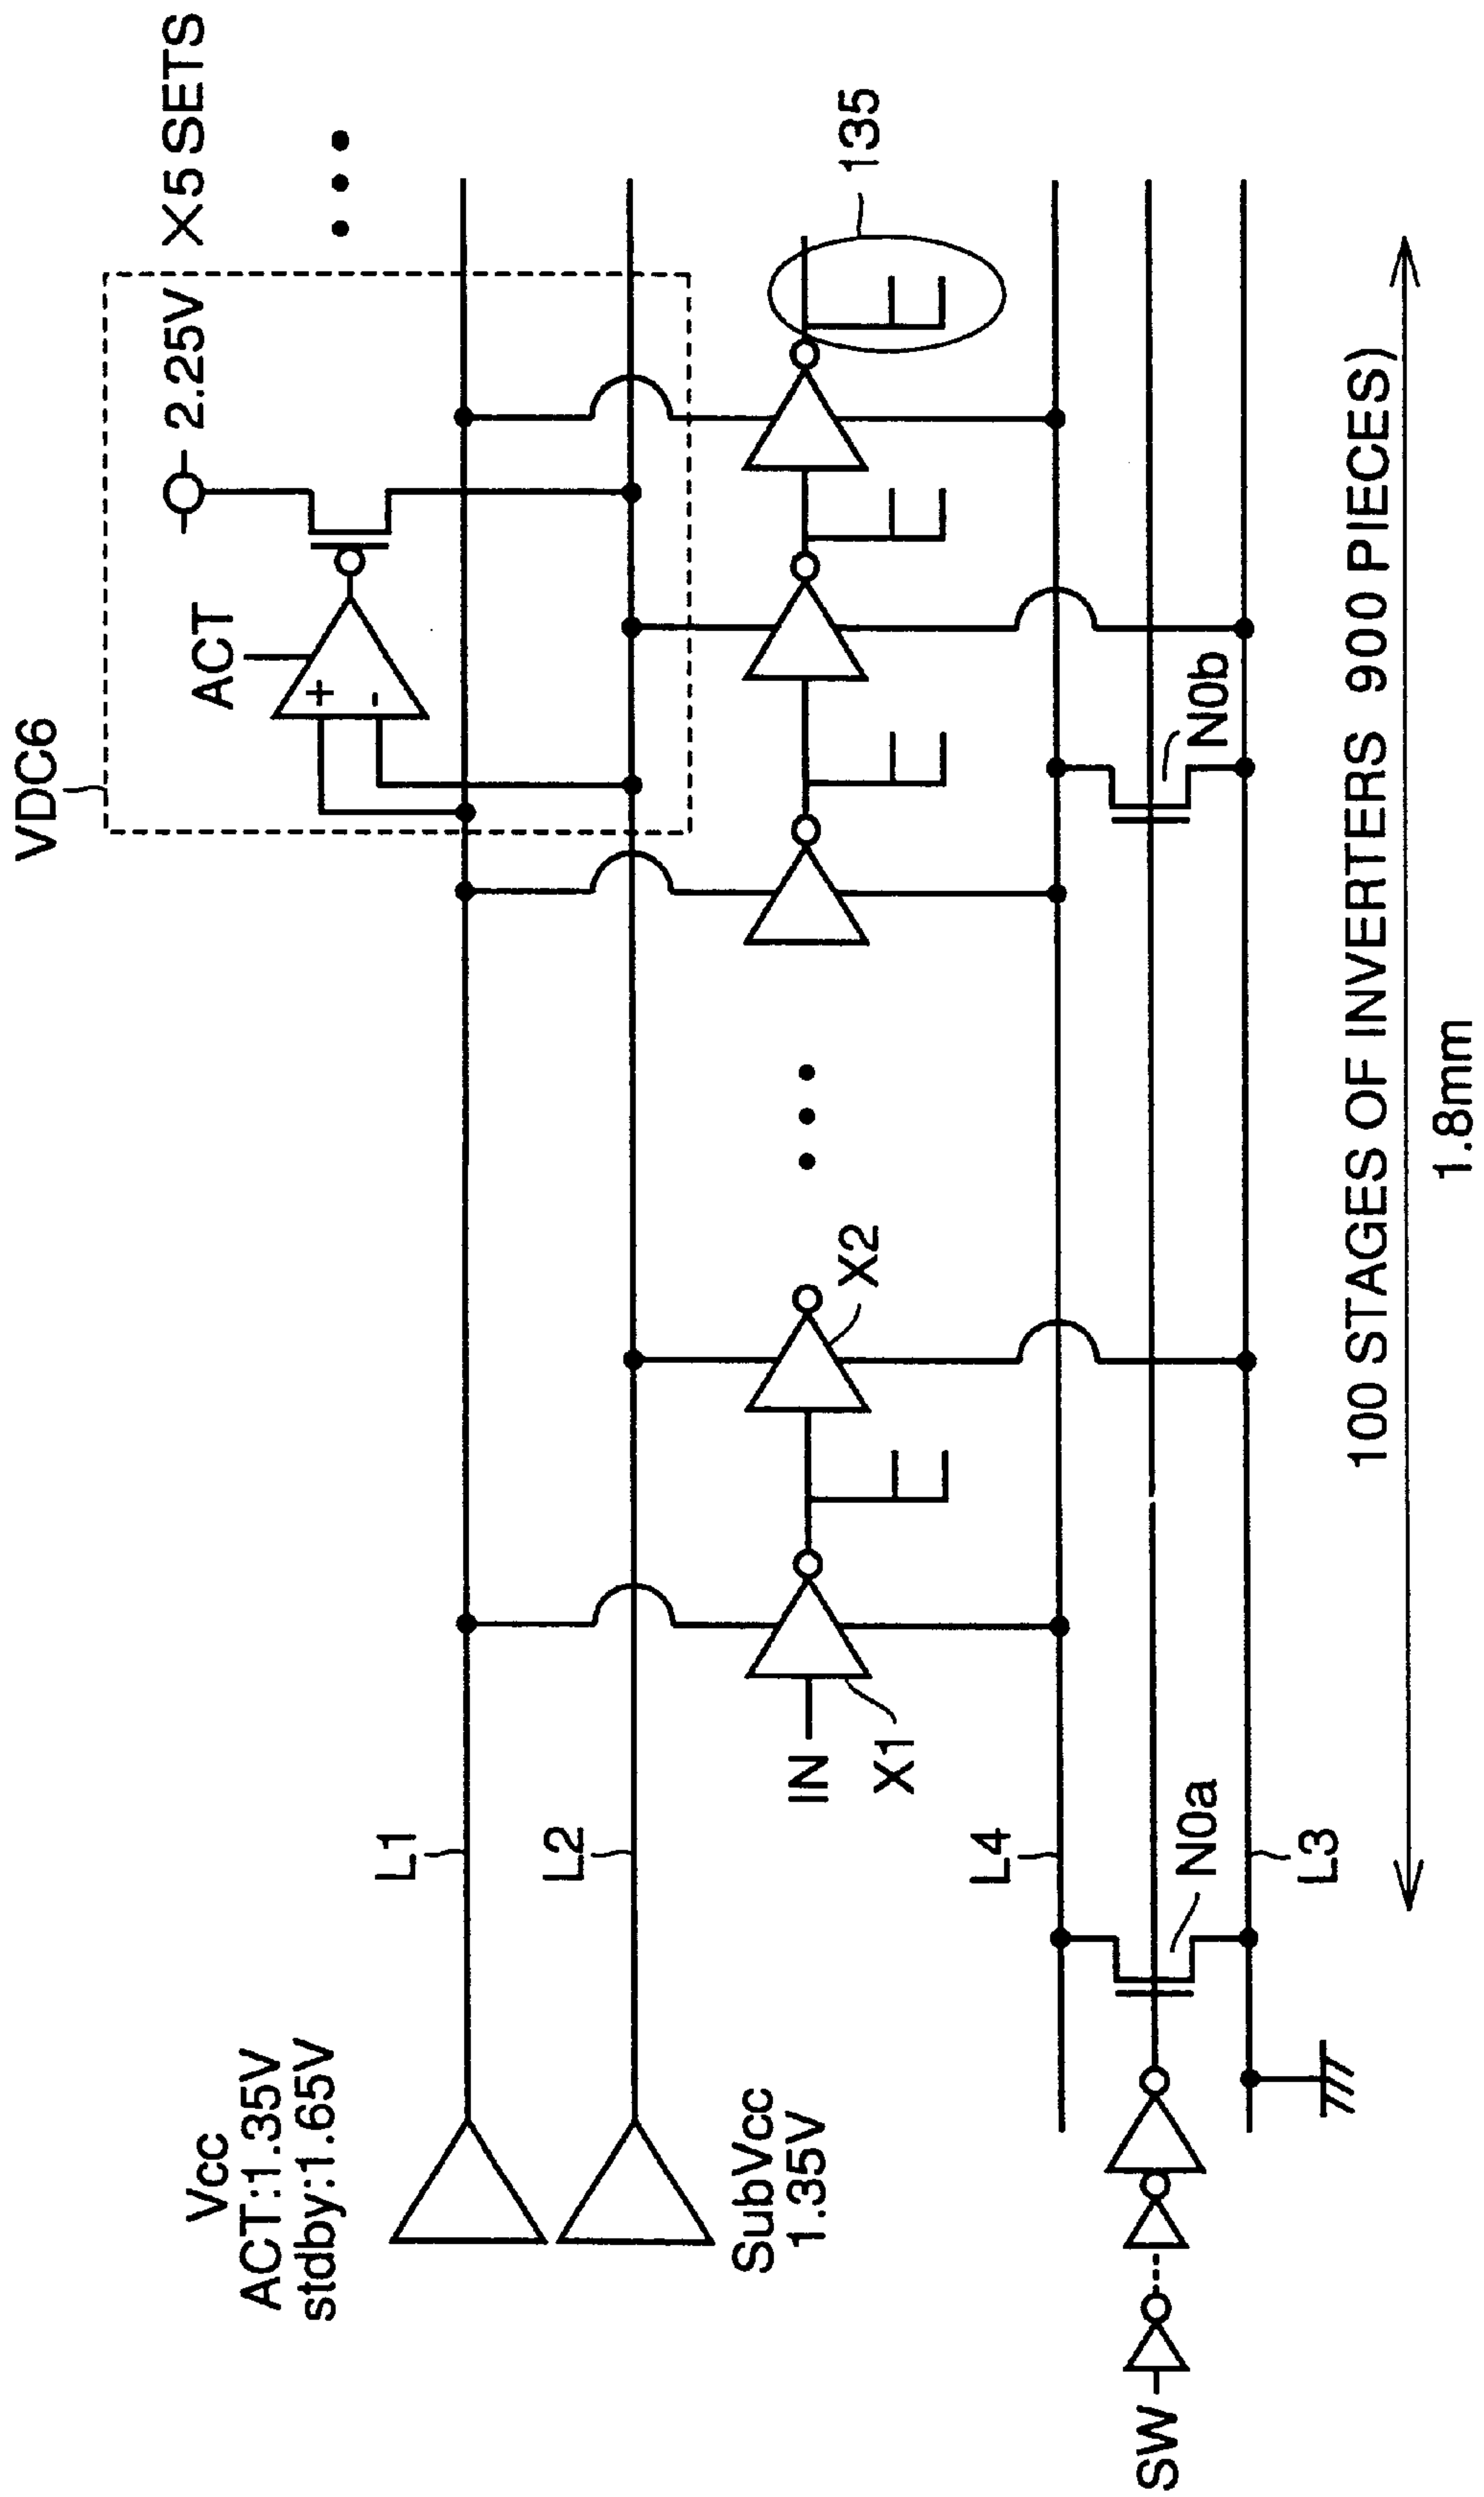 VDC6
X5 SETS
2.25V
ACT
+
-
Vcc
ACT:1.35V
stdby:1.65V
L1
L2
SubVcc
1.35V
135
IN
X1
X2
L4
N0a
N0b
L3
SW
100 STAGES OF INVERTERS 900 PIECES)
1.8mm